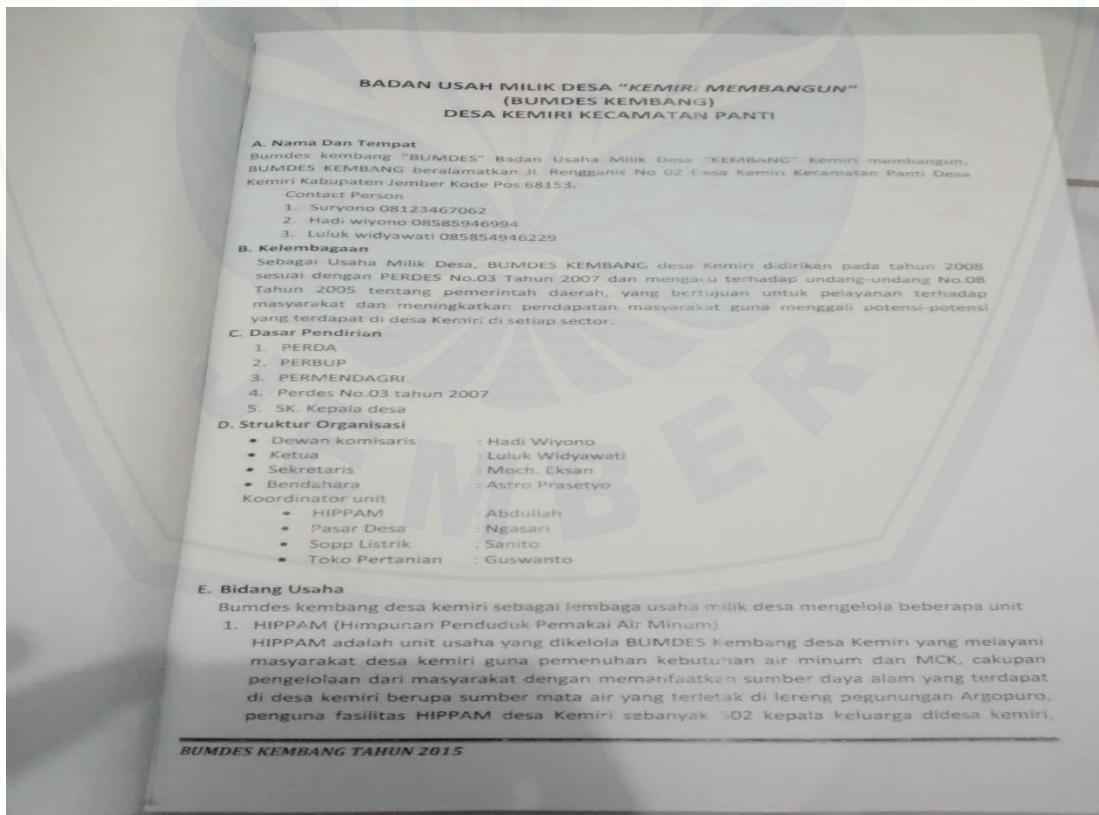 BADAN USAH MILIK DESA "KEMIRI MEMBANGUN"
(BUMDES KEMBANG)
DESA KEMIRI KECAMATAN PANTI
A. Nama Dan Tempat
Bumdes kembang "BUMDES" Badan Usaha Milik Desa "KEMBANG" Kemiri membangun,
BUMDES KEMBANG beralamatkan Jl. Rengganis No 02 Desa Kemiri Kecamatan Panti Desa
Kemiri Kabupaten Jember Kode Pos 68153.
Contact Person
1. Suryono 08123467062
2. Hadi wiyono 08585946994
3. Luluk widyawati 085854946229
B. Kelembagaan
Sebagai Usaha Milik Desa, BUMDES KEMBANG desa Kemiri didirikan pada tahun 2008
sesuai dengan PERDES No.03 Tahun 2007 dan mengacu terhadap undang-undang No.08
Tahun 2005 tentang pemerintah daerah, yang bertujuan untuk pelayanan terhadap
masyarakat dan meningkatkan pendapatan masyarakat guna menggali potensi-potensi
yang terdapat di desa Kemiri di setiap sector.
C. Dasar Pendirian
1. PERDA
2. PERBUP
3. PERMENDAGRI
4. Perdes No.03 tahun 2007
5. SK. Kepala desa
D. Struktur Organisasi
• Dewan komisaris : Hadi Wiyono
• Ketua : Luluk Widyawati
• Sekretaris : Moch. Eksan
• Bendahara : Astro Prasetyo
Koordinator unit
• HIPPAM : Abdullah
• Pasar Desa : Ngasari
• Sopp Listrik : Sanito
• Toko Pertanian : Guswanto
E. Bidang Usaha
Bumdes kembang desa kemiri sebagai lembaga usaha milik desa mengelola beberapa unit
1. HIPPAM (Himpunan Penduduk Pemakai Air Minum)
HIPPAM adalah unit usaha yang dikelola BUMDES Kembang desa Kemiri yang melayani
masyarakat desa kemiri guna pemenuhan kebutuhan air minum dan MCK, cakupan
pengelolaan dari masyarakat dengan memanfaatkan sumber daya alam yang terdapat
di desa kemiri berupa sumber mata air yang terletak di lereng pegunungan Argopuro,
penguna fasilitas HIPPAM desa Kemiri sebanyak kepala keluarga didesa kemiri,
BUMDES KEMBANG TAHUN 2015